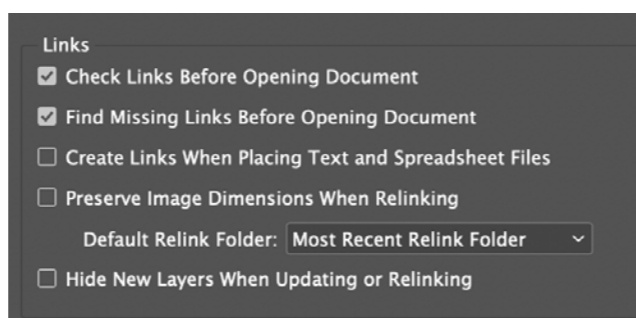 Links
Check Links Before Opening Document
Find Missing Links Before Opening Document
Create Links When Placing Text and Spreadsheet Files
Preserve Image Dimensions When Relinking
Default Relink Folder: Most Recent Relink Folder
Hide New Layers When Updating or Relinking